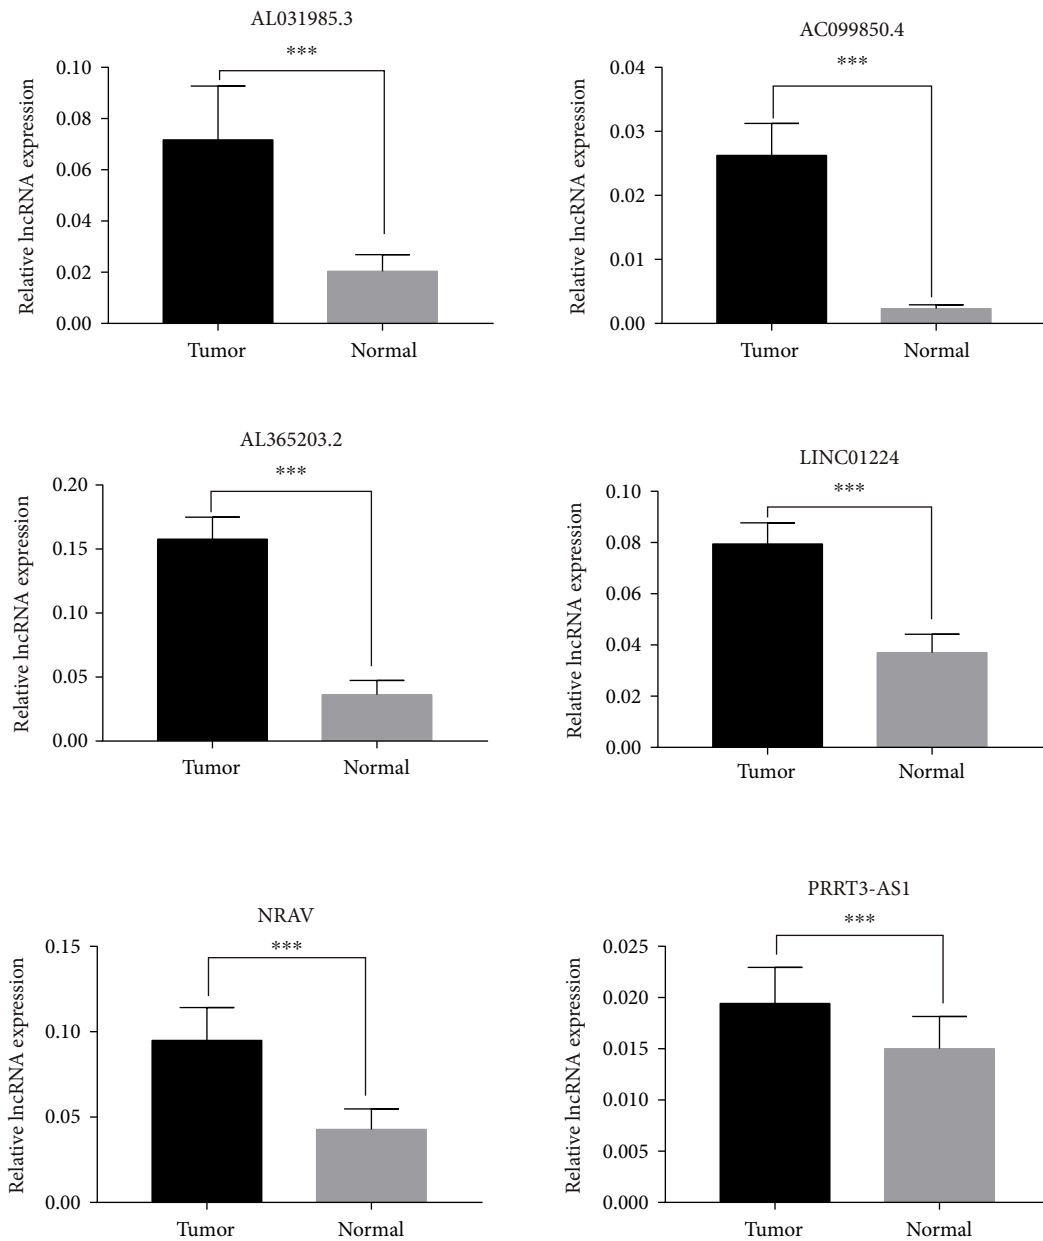 AL031985.3
***
Relative lncRNA expression
0.10
0.08
0.06
0.04
0.02
0.00
Tumor Normal
AC099850.4
***
Relative lncRNA expression
0.04
0.03
0.02
0.01
0.00
Tumor Normal
AL365203.2
***
Relative lncRNA expression
0.20
0.15
0.10
0.05
0.00
Tumor Normal
LINC01224
***
Relative lncRNA expression
0.10
0.08
0.06
0.04
0.02
0.00
Tumor Normal
NRAV
***
Relative lncRNA expression
0.15
0.10
0.05
0.00
Tumor Normal
PRRT3-AS1
***
Relative lncRNA expression
0.025
0.020
0.015
0.010
0.005
0.000
Tumor Normal